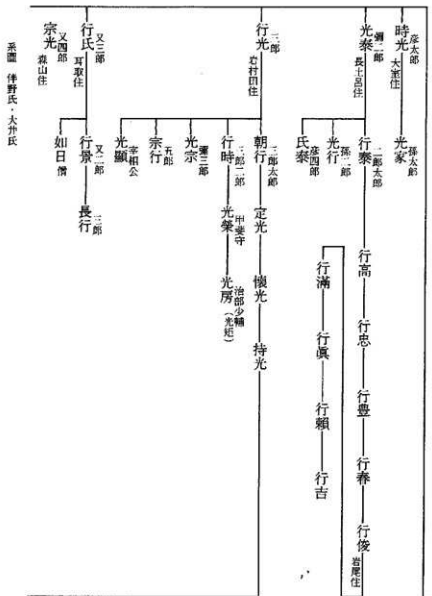 彦太郎
時光
大室住
孫太郎
光家
彌二郎
光泰
長土呂住
二郎太郎
行泰
行高
行忠
行豊
行春
行俊
岩尾住
孫二郎
光行
彦四郎
氏泰
行滿
行眞
行賴
行吉
三郎
行光
岩村田住
三郎太郎
朝行
定光
懷光
持光
三郎二郎
行時
甲斐守
光榮
治部少輔
光房
(光矩)
彌三郎
光宗
五郎
宗行
宰相公
光顯
又三郎
行氏
耳取住
又二郎
行景
三郎
長行
如日 僧
又四郎
宗光
森山住
系圖 伴野氏・大井氏